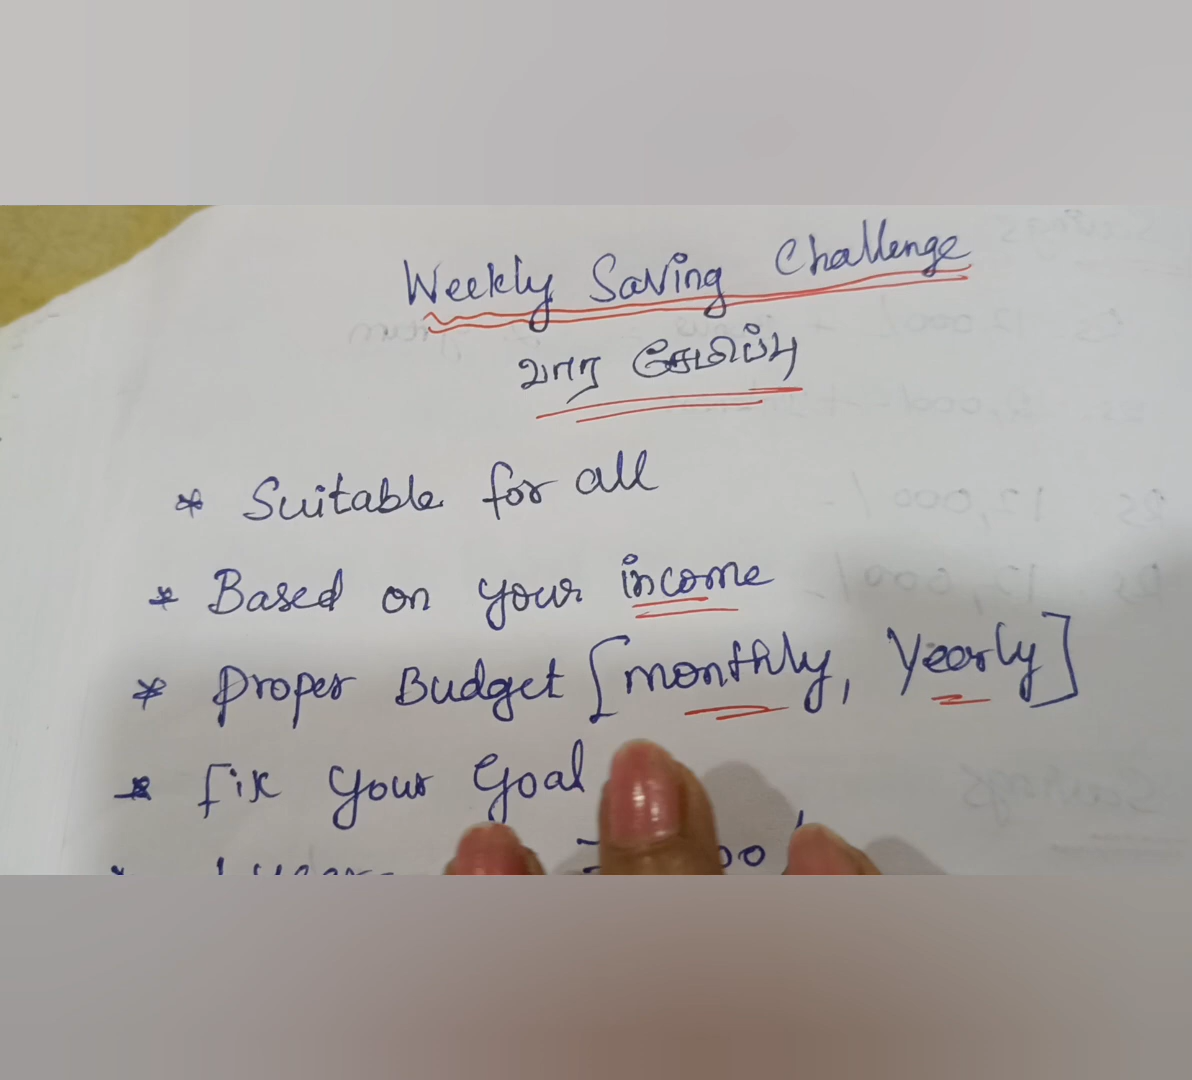 Weekly Saving Challenge
வார சேமிப்பு
* Suitable for all
* Based on your income
* Proper Budget [monthly, Yearly]
* Fix Your Goal